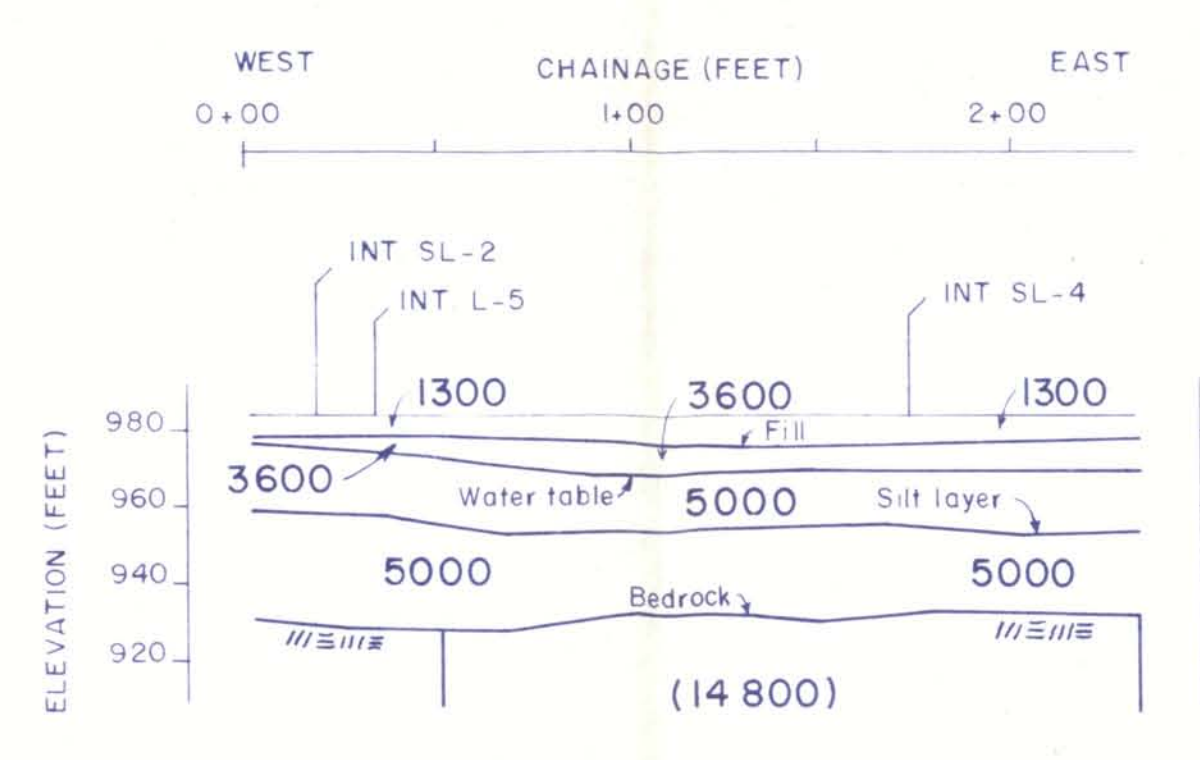 WEST CHAINAGE (FEET) EAST
0+00 1+00 2+00
INT SL-2
INT L-5
INT SL-4
1300 3600 1300
980
Fill
3600
Water table
5000
Silt layer
960
ELEVATION (FEET)
940
5000
5000
Bedrock
920
(14 800)